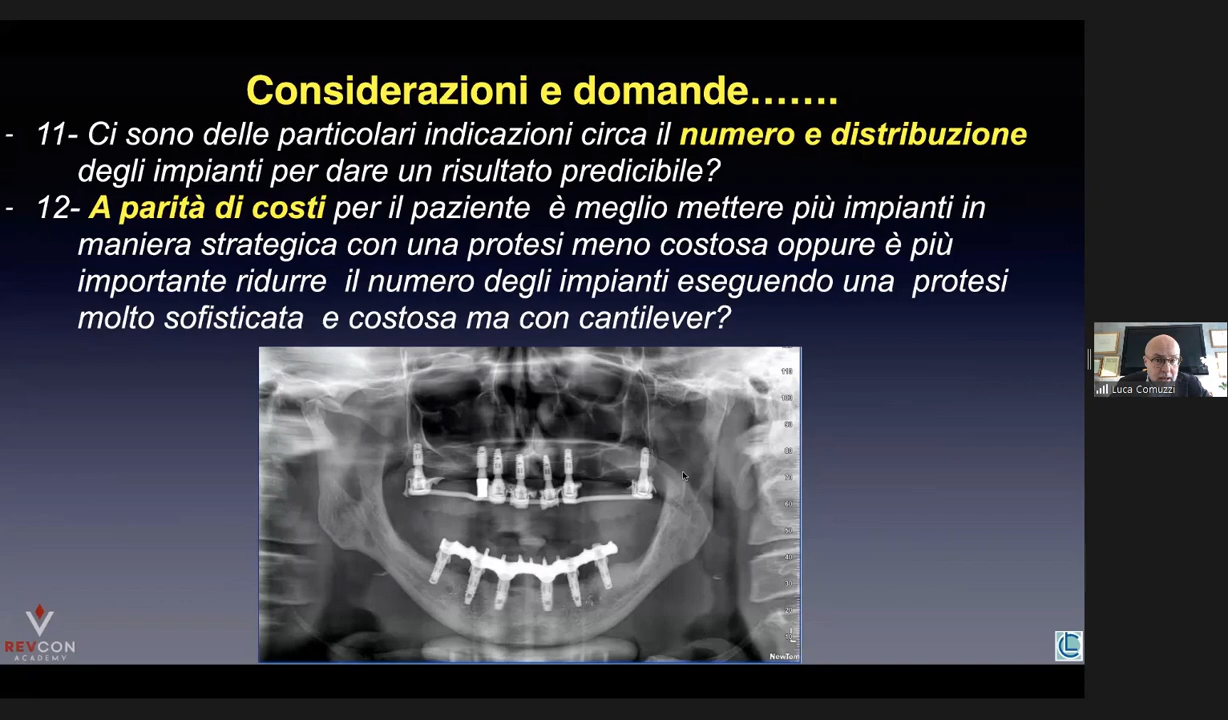 Considerazioni e domande.......
- 11- Ci sono delle particolari indicazioni circa il numero e distribuzione
degli impianti per dare un risultato predicibile?
- 12- A parità di costi per il paziente è meglio mettere più impianti in
maniera strategica con una protesi meno costosa oppure è più
importante ridurre il numero degli impianti eseguendo una protesi
molto sofisticata e costosa ma con cantilever?
Luca Comuzzi
REVCON
ACADEMY
NewTom